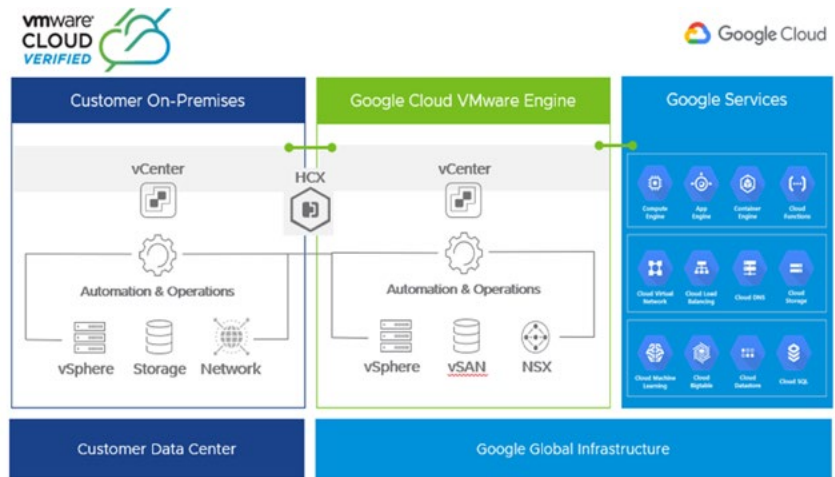 vmware
CLOUD
VERIFIED
Google Cloud
Customer On-Premises
Google Cloud VMware Engine
Google Services
vCenter
HCX
vCenter
Automation & Operations
Automation & Operations
vSphere
Storage
Network
vSphere
vSAN
NSX
Compute
Engine
App
Engine
Container
Engine
Cloud
Functions
Cloud Virtual
Network
Cloud Load
Balancing
Cloud DNS
Cloud
Storage
Cloud Machine
Learning
Cloud
Bigtable
Cloud
Datastore
Cloud SQL
Customer Data Center
Google Global Infrastructure